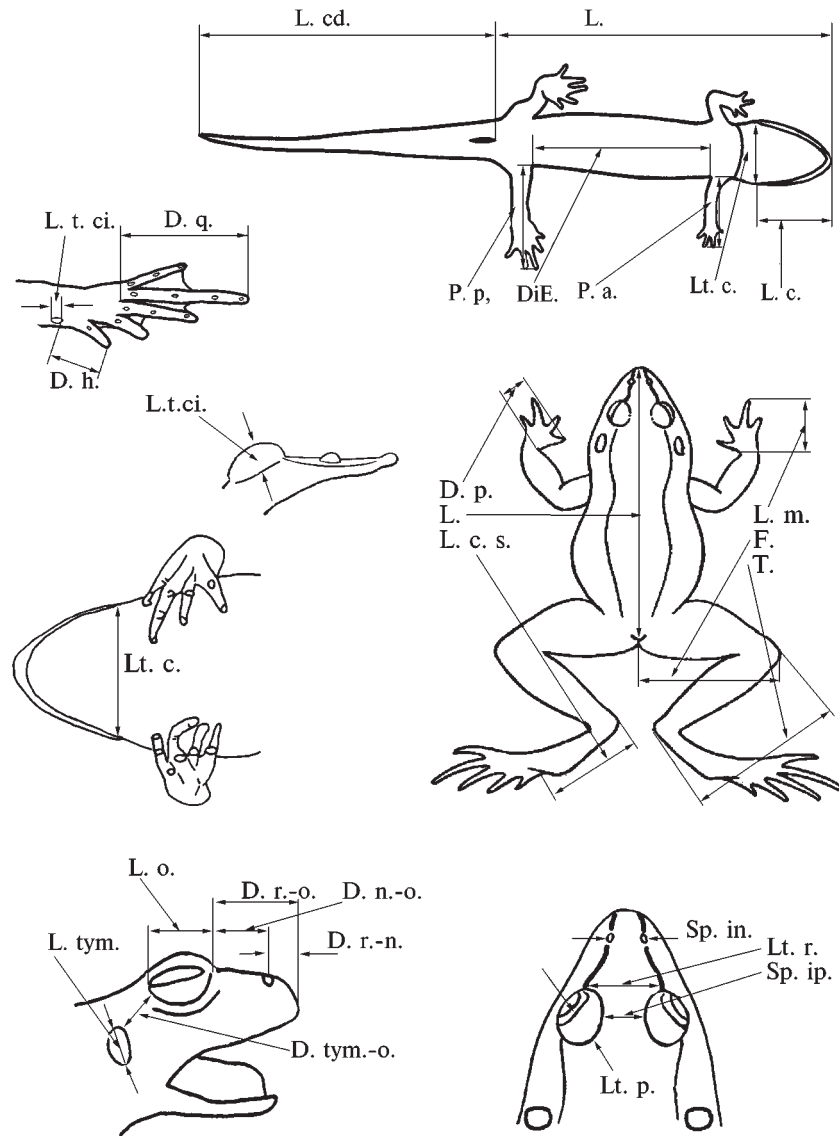 L. cd.
L.
L. t. ci.
D. q.
P. p,
DiE.
P. a.
Lt. c.
L. c.
D. h.
L.t.ci.
D. p.
L.
L. c. s.
L. m.
F.
T.
Lt. c.
L. o.
D. r.-o.
D. n.-o.
L. tym.
D. r.-n.
D. tym.-o.
Sp. in.
Lt. r.
Sp. ip.
Lt. p.